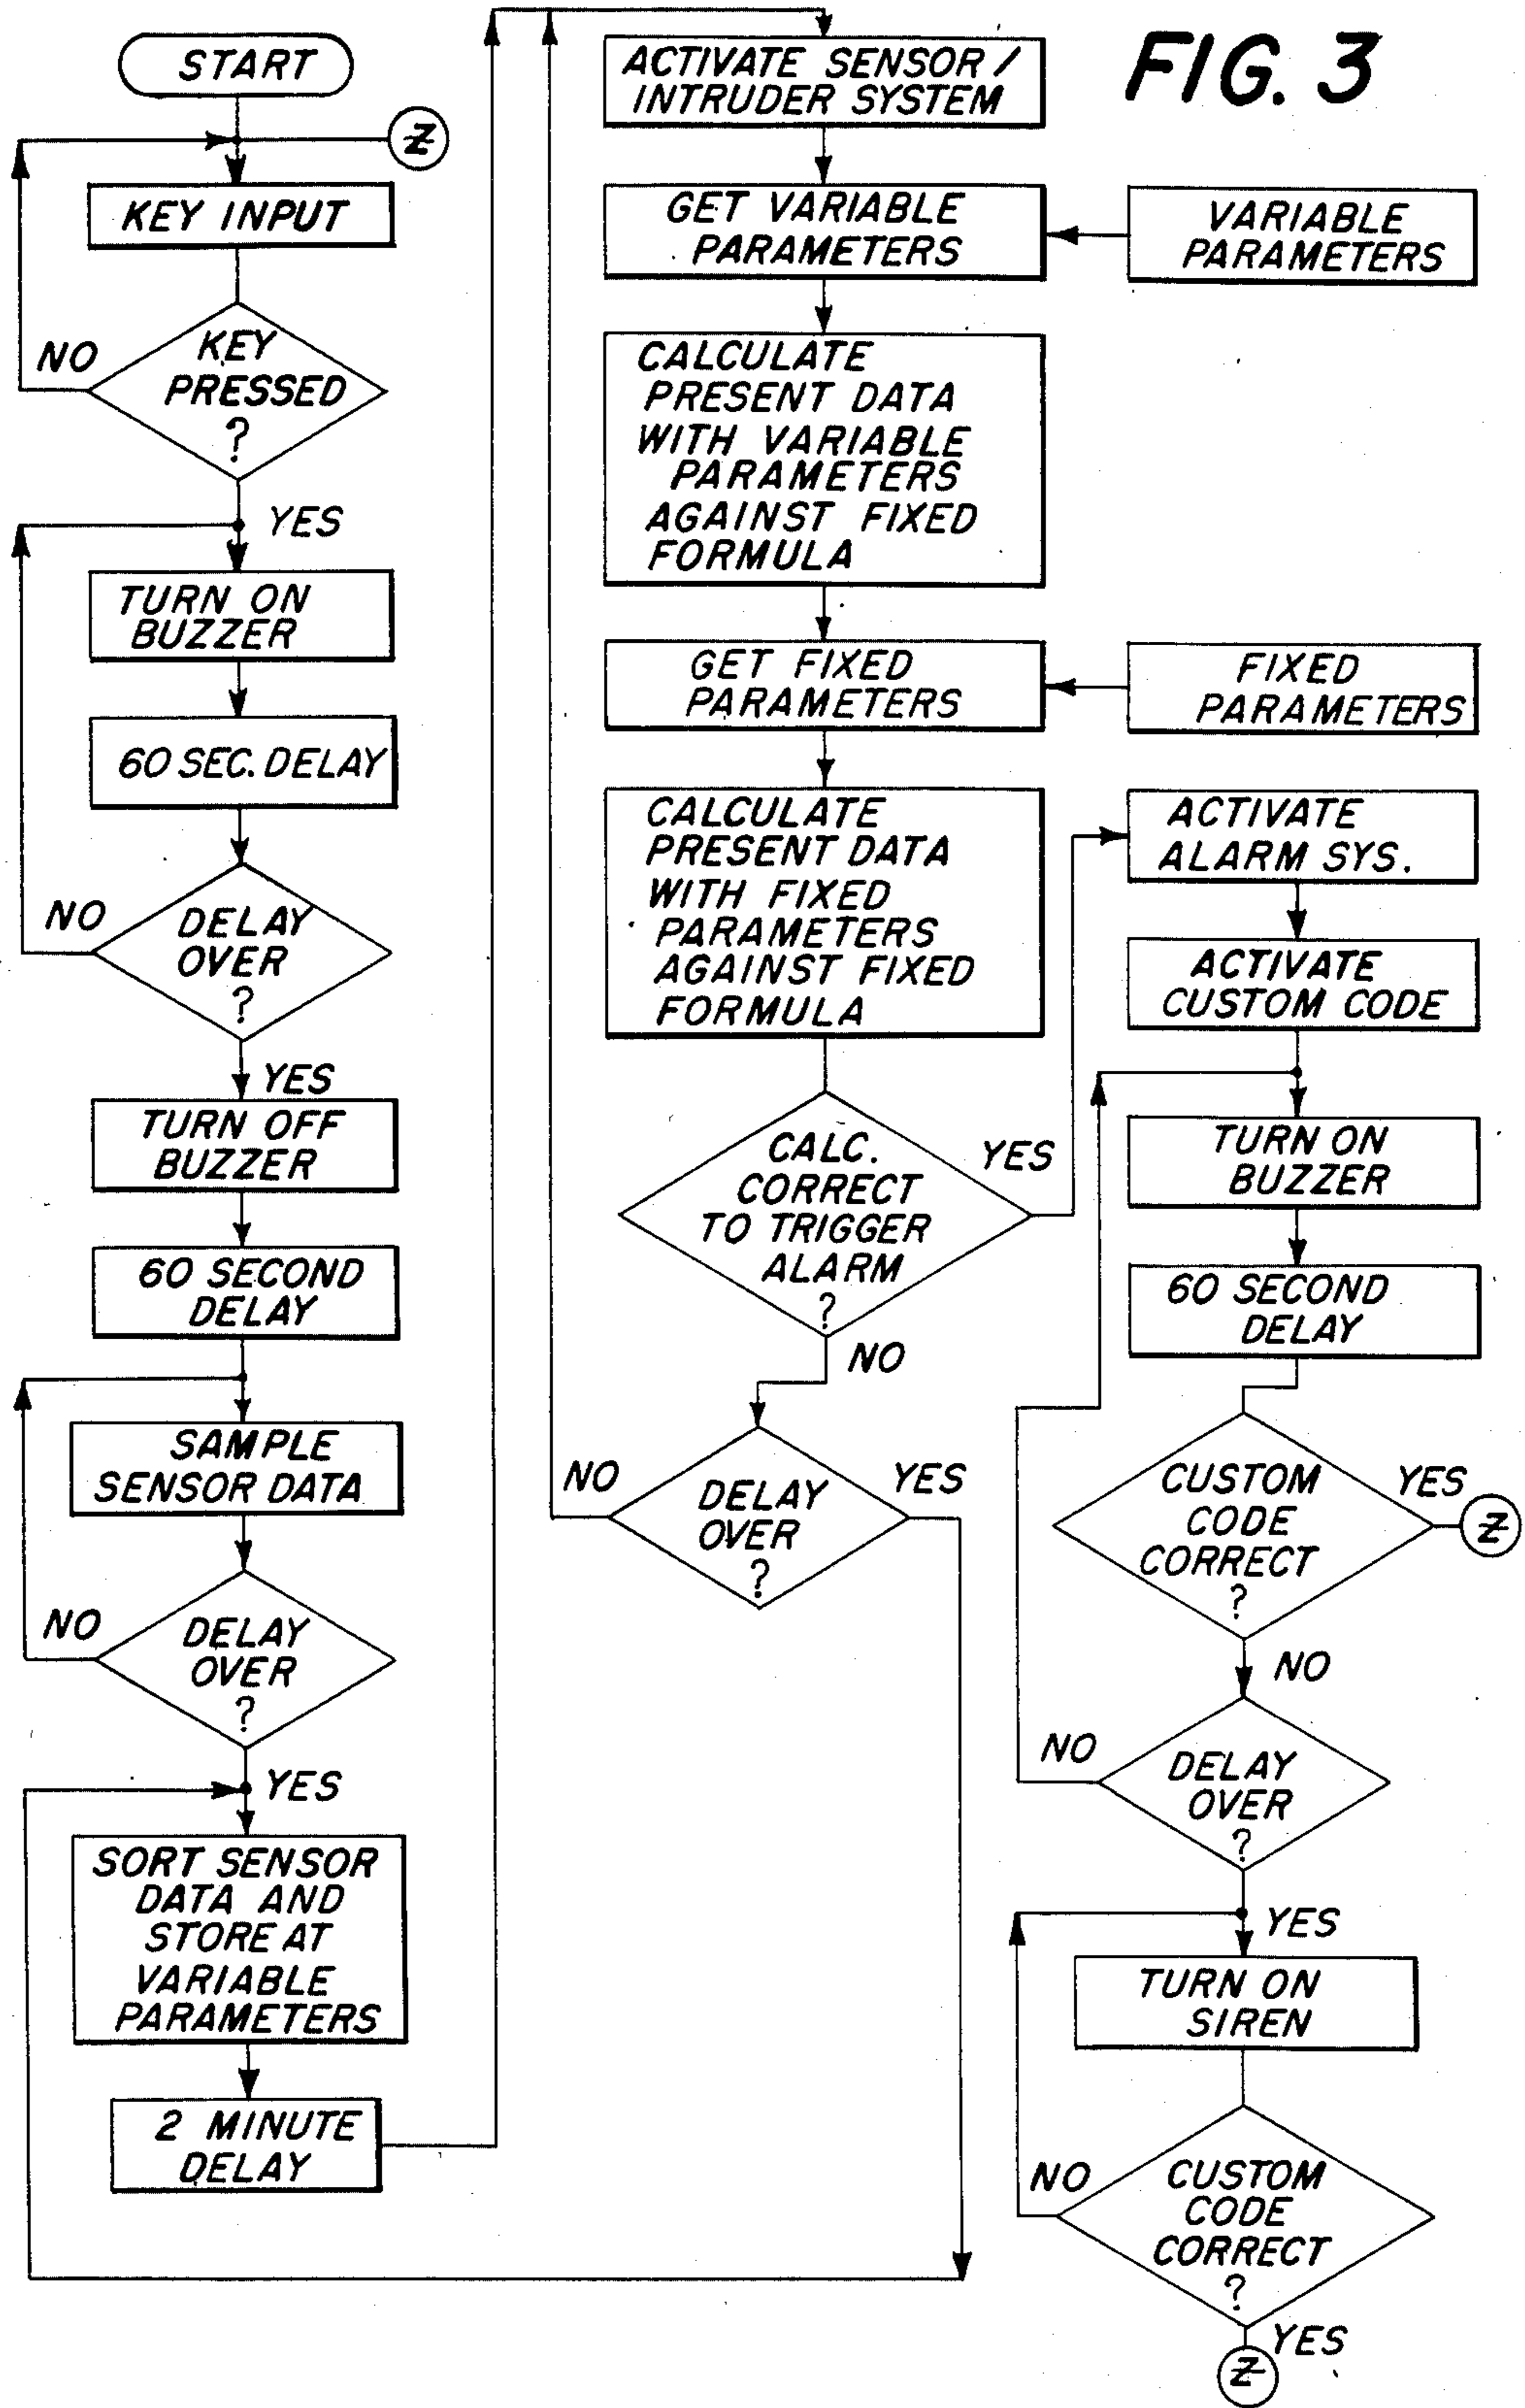 FIG. 3
START
Z
KEY INPUT
KEY
PRESSED
?
NO
YES
TURN ON
BUZZER
60 SEC. DELAY
DELAY
OVER
?
NO
YES
TURN OFF
BUZZER
60 SECOND
DELAY
SAMPLE
SENSOR DATA
DELAY
OVER
?
NO
YES
SORT SENSOR
DATA AND
STORE AT
VARIABLE
PARAMETERS
2 MINUTE
DELAY
ACTIVATE SENSOR /
INTRUDER SYSTEM
GET VARIABLE
PARAMETERS
VARIABLE
PARAMETERS
CALCULATE
PRESENT DATA
WITH VARIABLE
PARAMETERS
AGAINST FIXED
FORMULA
GET FIXED
PARAMETERS
FIXED
PARAMETERS
CALCULATE
PRESENT DATA
WITH FIXED
PARAMETERS
AGAINST FIXED
FORMULA
CALC.
CORRECT
TO TRIGGER
ALARM
?
YES
NO
DELAY
OVER
?
NO
YES
ACTIVATE
ALARM SYS.
ACTIVATE
CUSTOM CODE
TURN ON
BUZZER
60 SECOND
DELAY
CUSTOM
CODE
CORRECT
?
YES
Z
NO
DELAY
OVER
?
NO
YES
TURN ON
SIREN
CUSTOM
CODE
CORRECT
?
NO
YES
Z